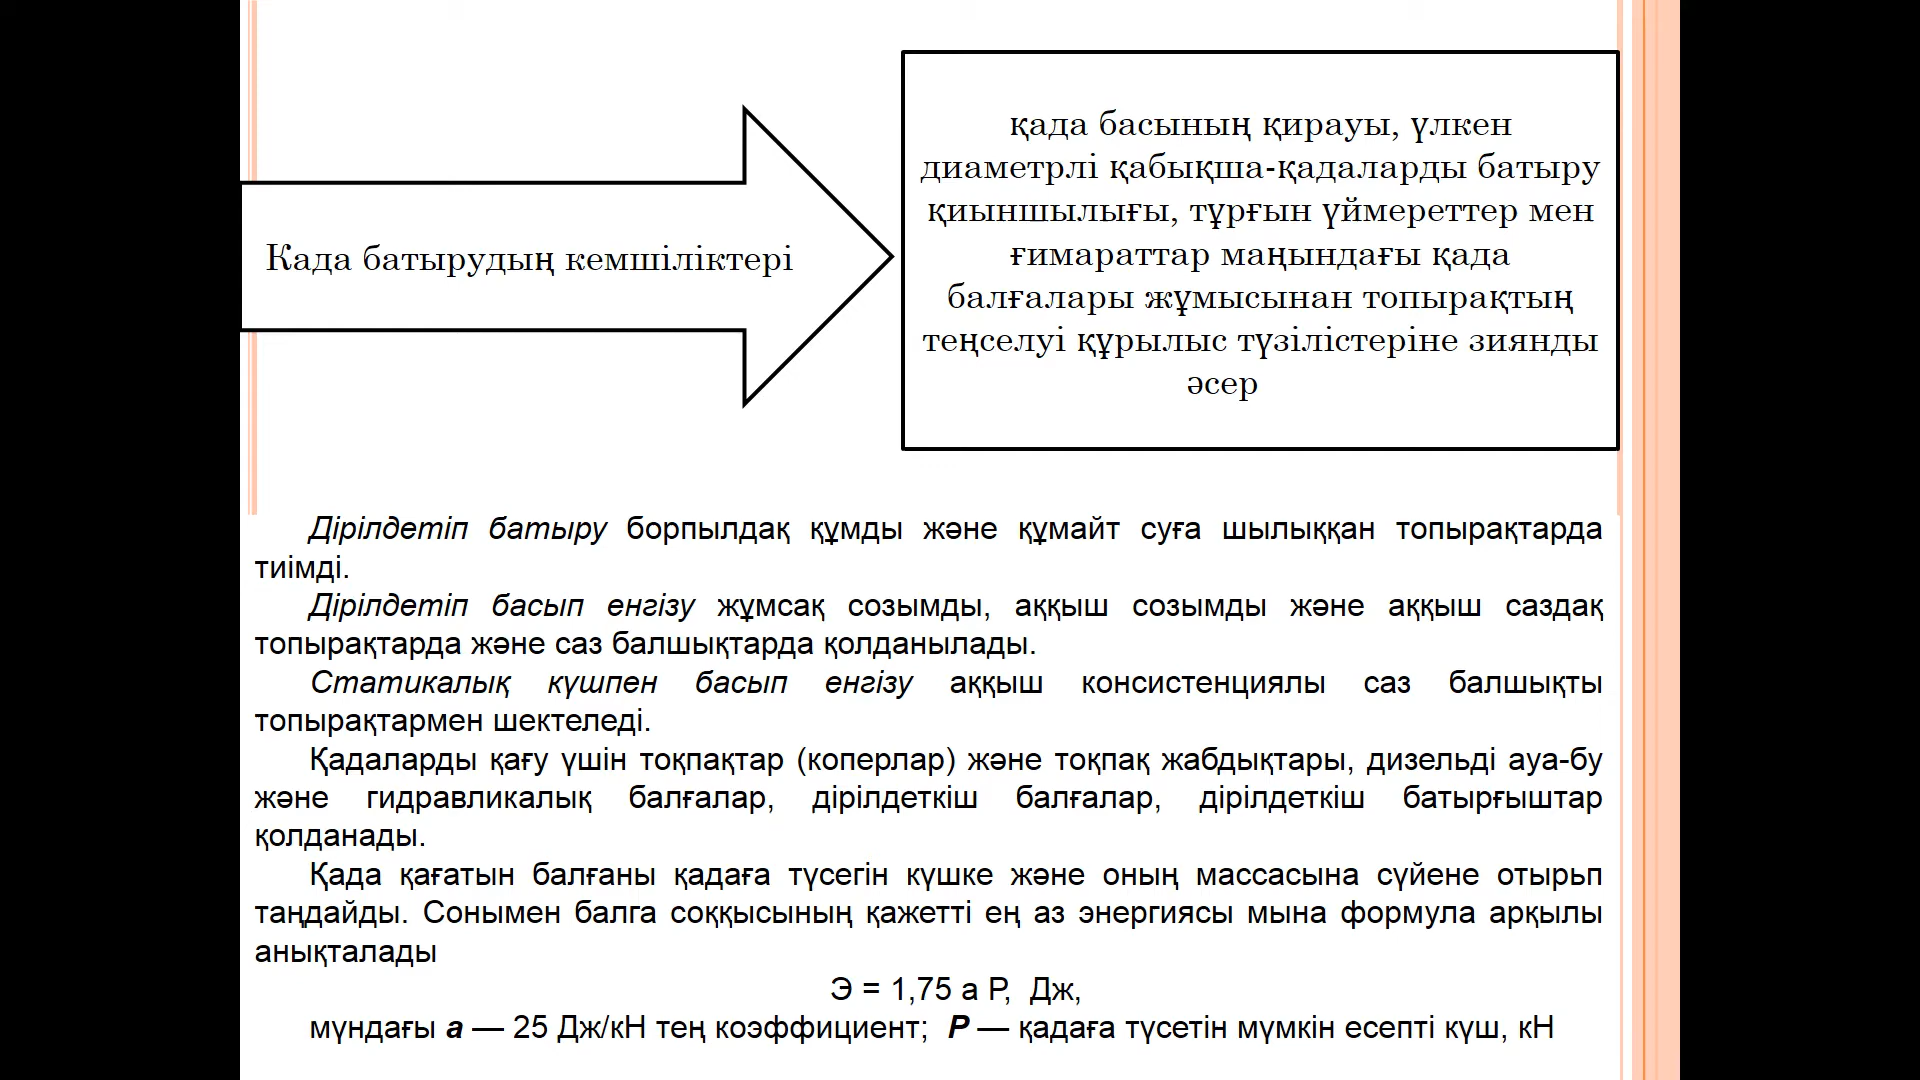 Када батырудың кемшіліктері
қада басының қирауы, үлкен
диаметрлі қабықша-қадаларды батыру
қиыншылығы, тұрғын үймереттер мен
ғимараттар маңындағы қада
балғалары жұмысынан топырақтың
теңселуі құрылыс түзілістеріне зиянды
әсер
Дірілдетіп батыру борпылдақ құмды және құмайт суға шылыққан топырақтарда
тиімді.
Дірілдетіп басып енгізу жұмсақ созымды, аққыш созымды және аққыш саздақ
топырақтарда және саз балшықтарда қолданылады.
Статикалық күшпен басып енгізу аққыш консистенциялы саз балшықты
топырақтармен шектеледі.
Қадаларды қағу үшін тоқпақтар (коперлар) және тоқпақ жабдықтары, дизельді ауа-бу
және гидравликалық балғалар, дірілдеткіш балғалар, дірілдеткіш батырғыштар
қолданады.
Қада қағатын балғаны қадаға түсегін күшке және оның массасына сүйене отырьп
таңдайды. Сонымен балга соққысының қажетті ең аз энергиясы мына формула арқылы
анықталады
Э = 1,75 а Р, Дж,
мүндағы а — 25 Дж/кН тең коэффициент; Р — қадаға түсетін мүмкін есепті күш, кН